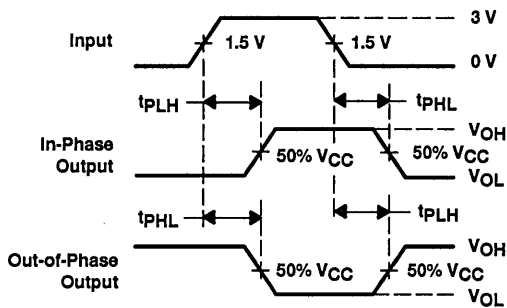 3 V
Input
1.5 V
1.5 V
0 V
tPLH
tPHL
In-Phase
Output
VOH
50% VCC
50% VCC
VOL
tPHL
tPLH
Out-of-Phase
Output
VOH
50% VCC
50% VCC
VOL